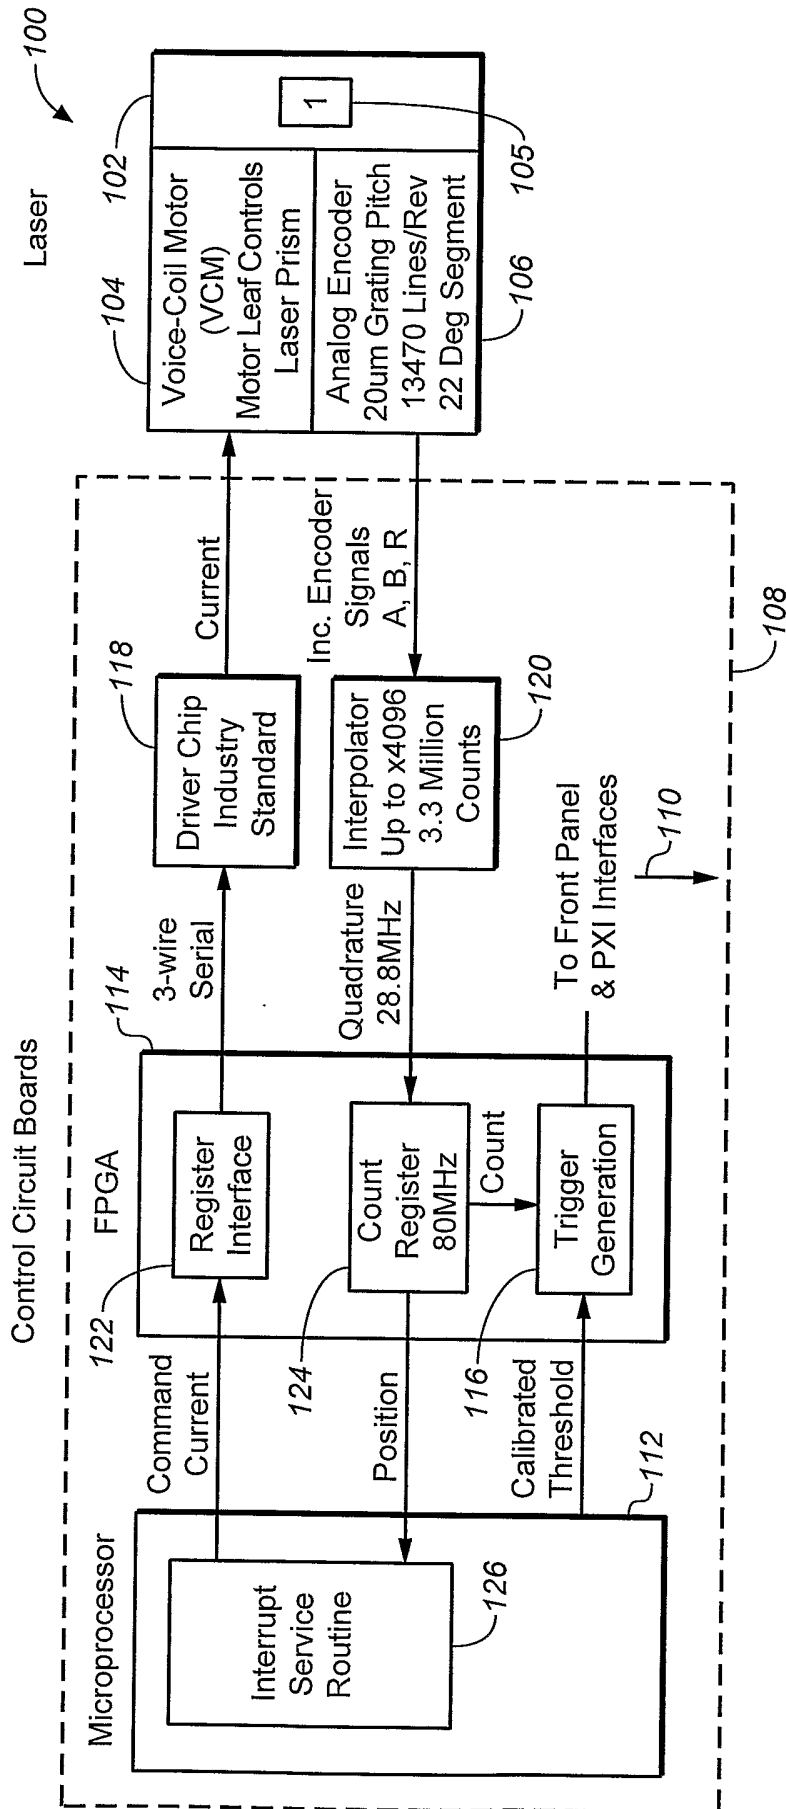 Control Circuit Boards
Laser
100
Microprocessor
Interrupt
Service
Routine
126
112
Command
Current
Position
Calibrated
Threshold
FPGA
114
122
Register
Interface
124
Count
Register
80MHz
Count
116
Trigger
Generation
3-wire
Serial
Quadrature
28.8MHz
To Front Panel
& PXI Interfaces
110
118
Driver Chip
Industry
Standard
Interpolator
Up to x4096
3.3 Million
Counts
120
108
Current
Inc. Encoder
Signals
A, B, R
104
Voice-Coil Motor
(VCM)
Motor Leaf Controls
Laser Prism
Analog Encoder
20um Grating Pitch
13470 Lines/Rev
22 Deg Segment
106
102
1
105